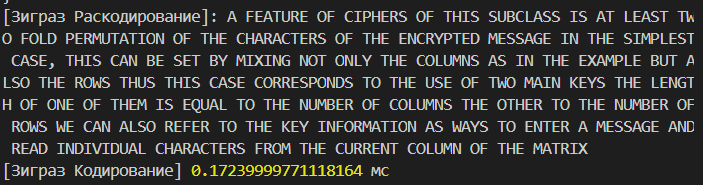 [Зиграз Раскодирование]: A FEATURE OF CIPHERS OF THIS SUBCLASS IS AT LEAST TW
O FOLD PERMUTATION OF THE CHARACTERS OF THE ENCRYPTED MESSAGE IN THE SIMPLEST
CASE, THIS CAN BE SET BY MIXING NOT ONLY THE COLUMNS AS IN THE EXAMPLE BUT A
LSO THE ROWS THUS THIS CASE CORRESPONDS TO THE USE OF TWO MAIN KEYS THE LENGT
H OF ONE OF THEM IS EQUAL TO THE NUMBER OF COLUMNS THE OTHER TO THE NUMBER OF
ROWS WE CAN ALSO REFER TO THE KEY INFORMATION AS WAYS TO ENTER A MESSAGE AND
READ INDIVIDUAL CHARACTERS FROM THE CURRENT COLUMN OF THE MATRIX
[Зиграз Кодирование] 0.17239999771118164 мс